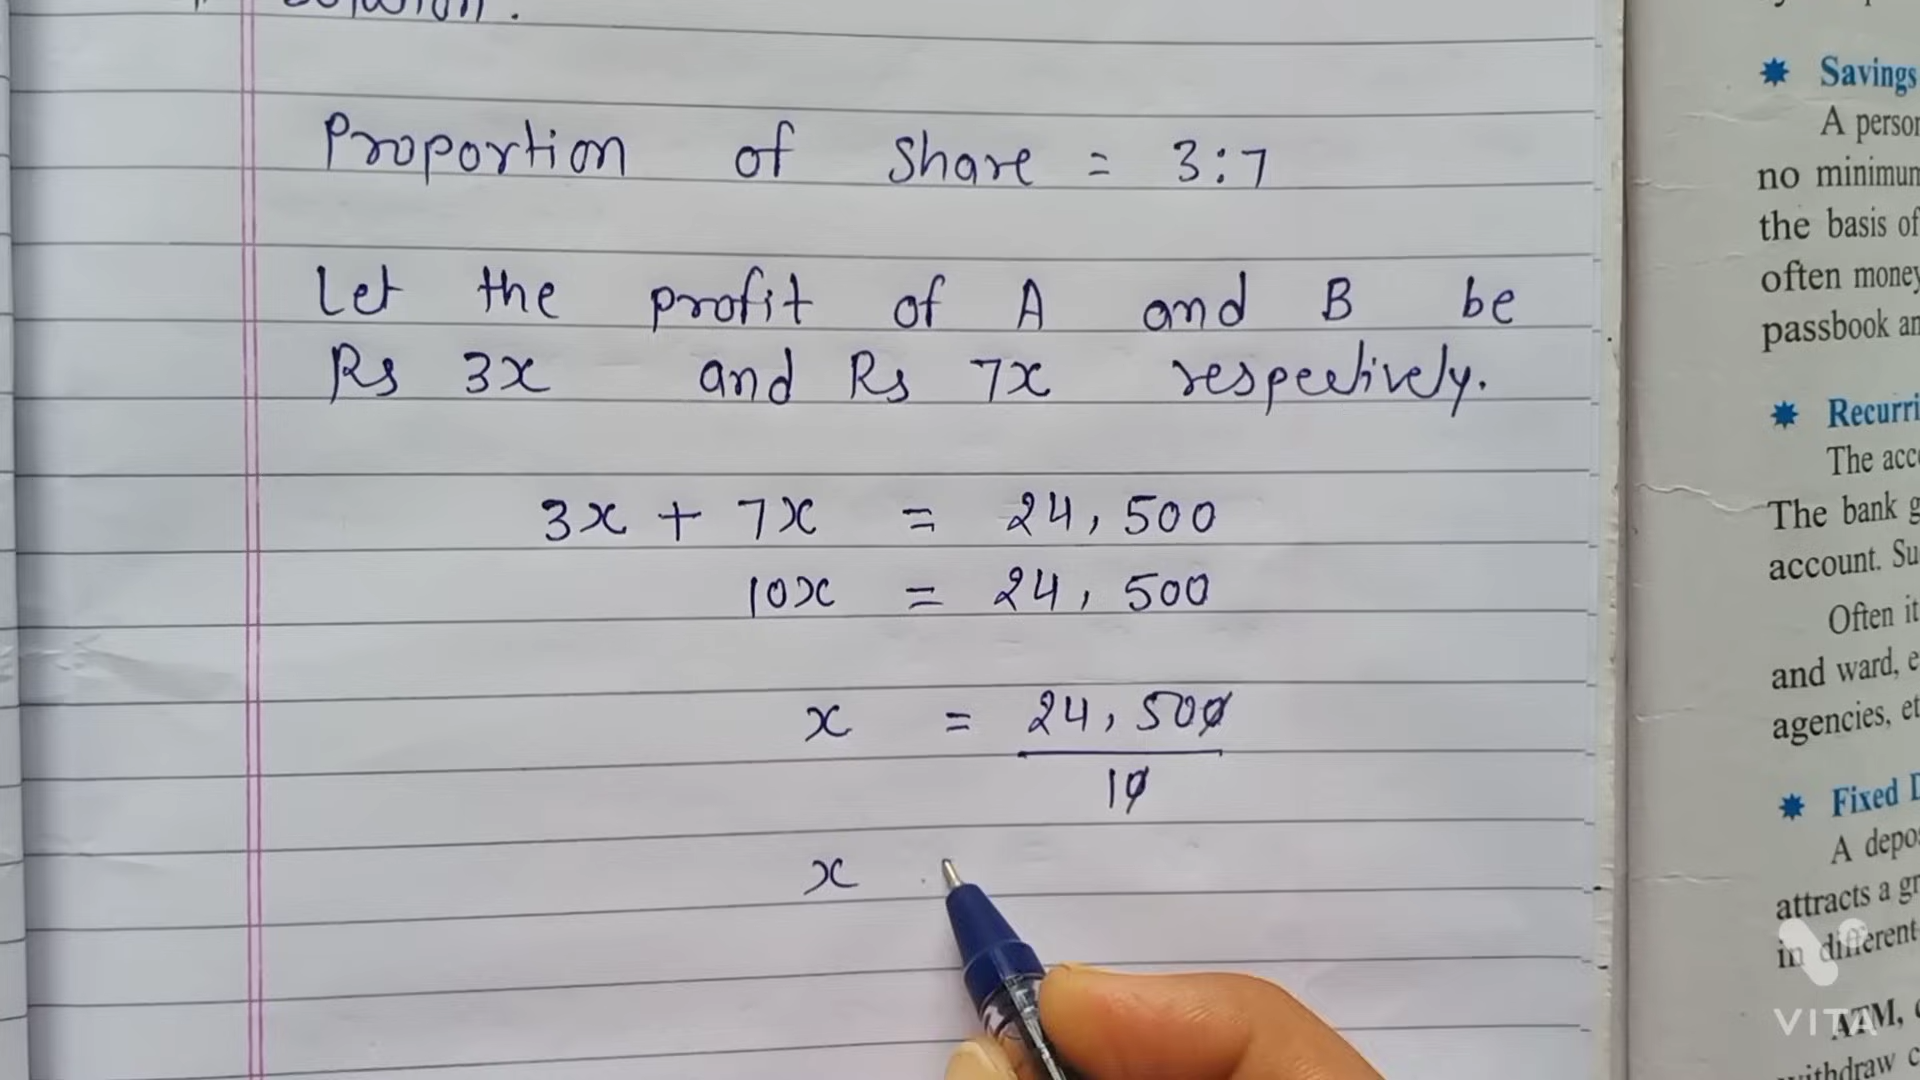 Solution.
Proportion of Share = 3:7
Let the profit of A and B be
Rs 3x and Rs 7x respectively.
3x + 7x = 24,500
10x = 24,500
x = 24,500
10
x
Savings
A person
no minimum
the basis of
often money
passbook
Recurri
The acc
The bank g
account. Su
Often it
and ward, e
agencies, et
Fixed D
A depo
attracts a gr
in different
ATM,
withdraw c
VITA